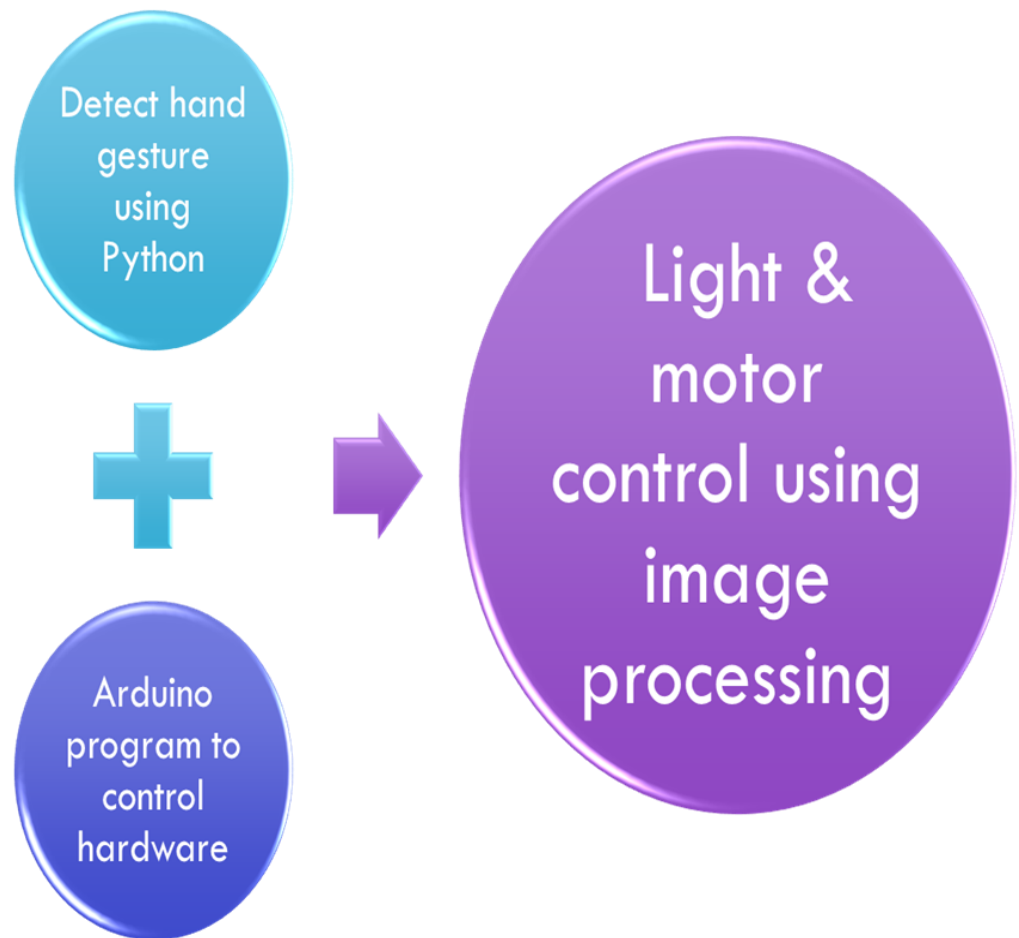 Detect hand
gesture
using
Python
Arduino
program to
control
hardware
Light &
motor
control using
image
processing